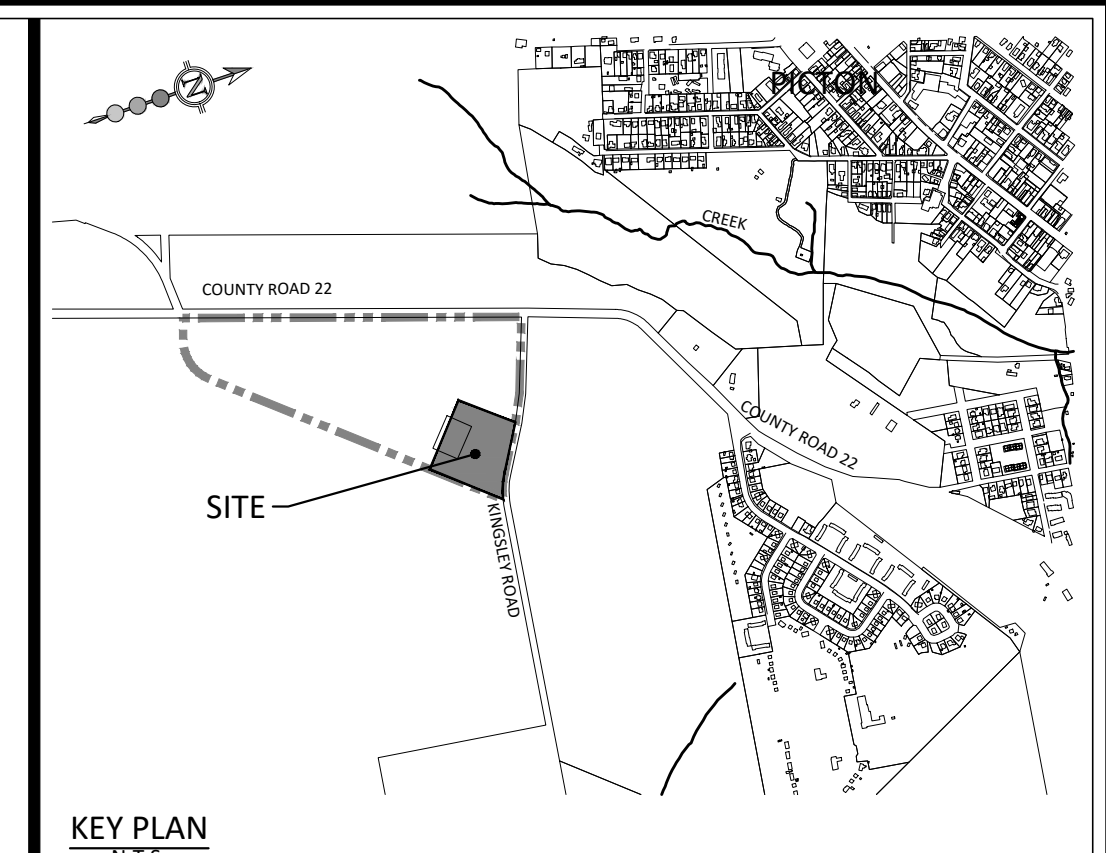 N
PICTON
CREEK
COUNTY ROAD 22
COUNTY ROAD 22
SITE
KINGSLEY ROAD
KEY PLAN
N.T.S.